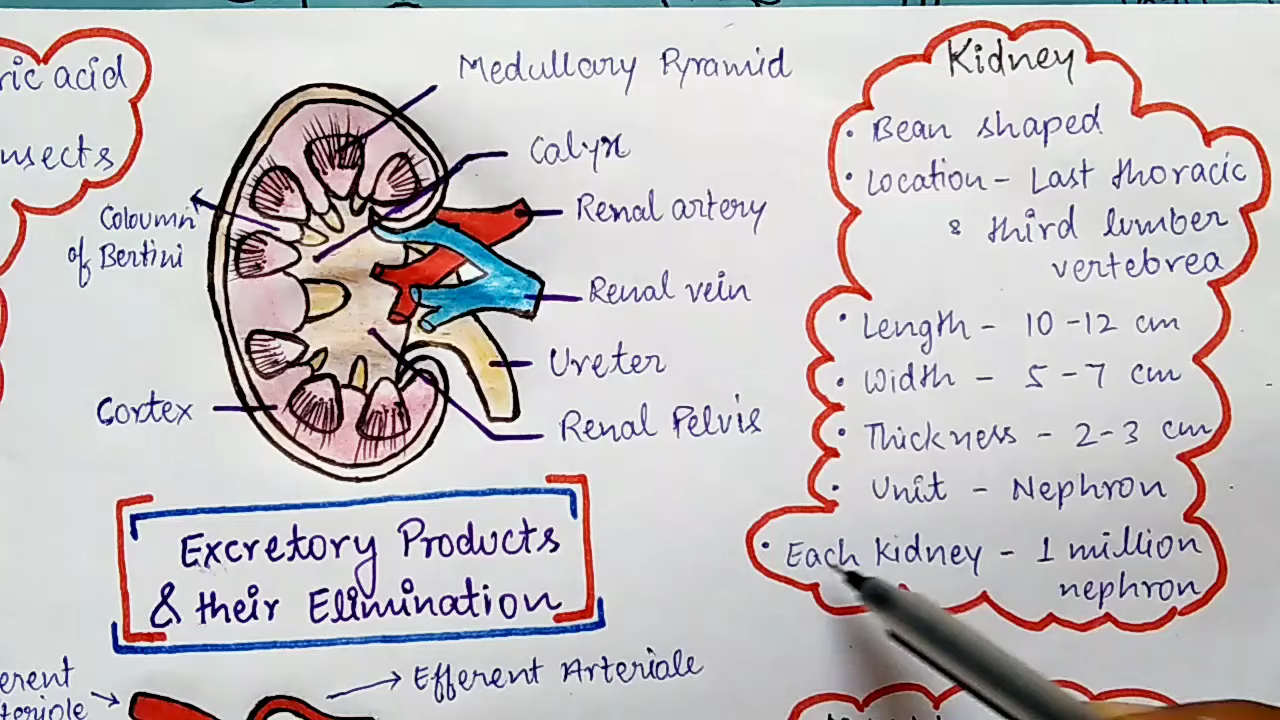 ric acid
nsects
Medullary Pyramid
Calyx
Renal artery
Renal vein
Ureter
Renal Pelvis
Coloumn
of Bertini
Cortex
Kidney
• Bean shaped
• Location - Last thoracic
& third lumber
vertebrea
• Length - 10-12 cm
• Width - 5-7 cm
• Thickness - 2-3 cm
• Unit - Nephron
• Each Kidney - 1 million
nephron
Excretory Products
& their Elimination
erent
teriole
Efferent Arteriale